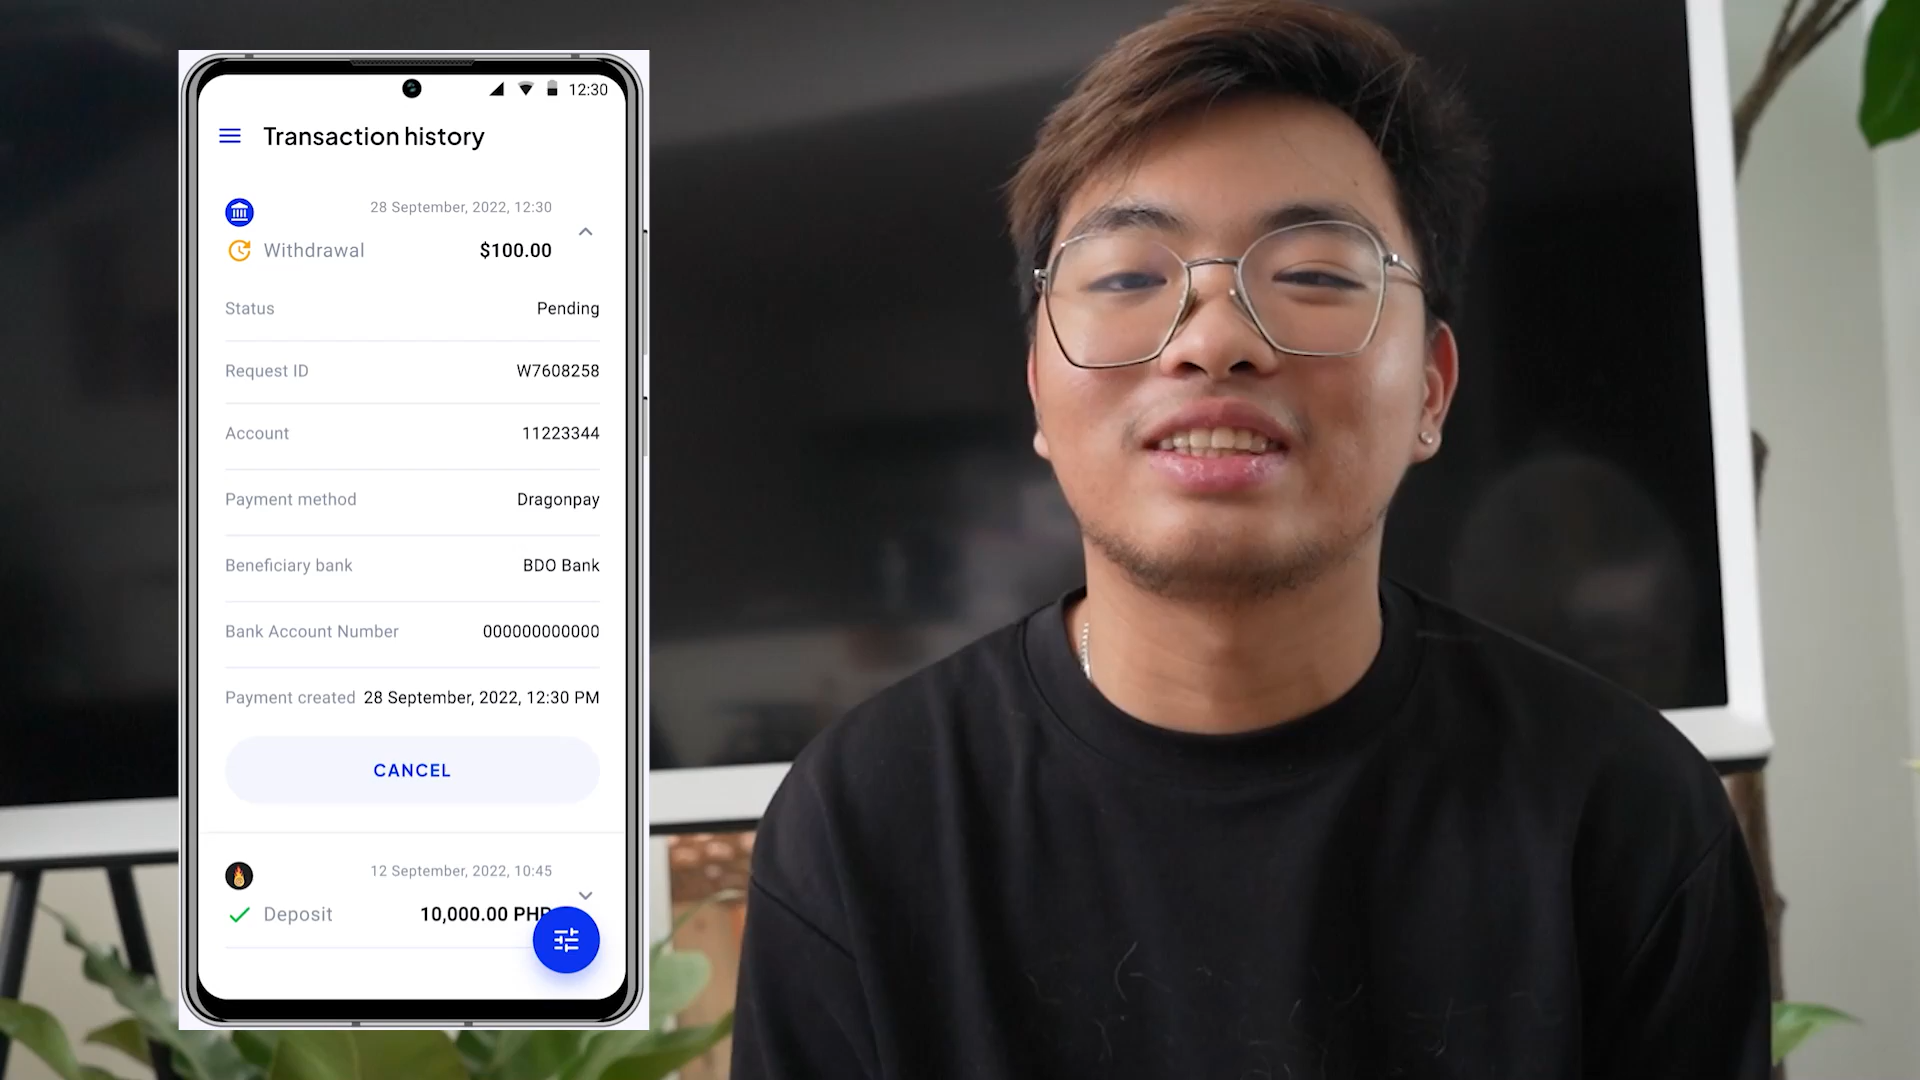 12:30
Transaction history
28 September, 2022, 12:30
Withdrawal $100.00
Status Pending
Request ID W7608258
Account 11223344
Payment method Dragonpay
Beneficiary bank BDO Bank
Bank Account Number 000000000000
Payment created 28 September, 2022, 12:30 PM
CANCEL
12 September, 2022, 10:45
Deposit 10,000.00 PHP